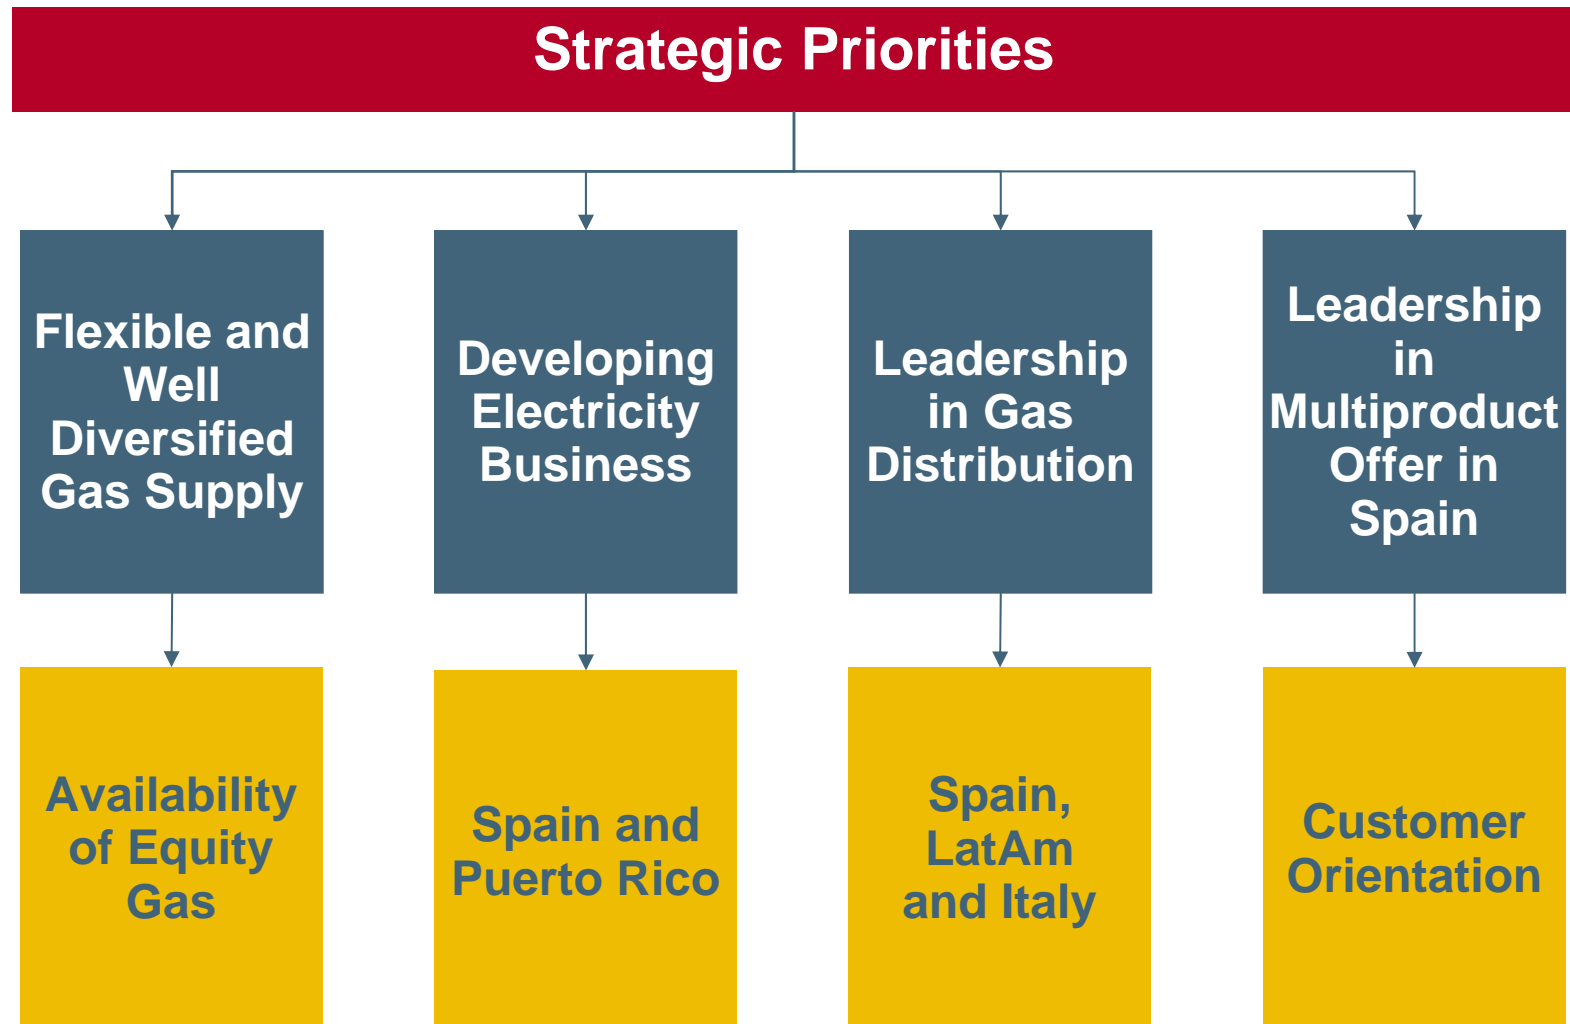 Strategic Priorities
Flexible and
Well
Diversified
Gas Supply
Developing
Electricity
Business
Leadership
in Gas
Distribution
Leadership
in
Multiproduct
Offer in
Spain
Availability
of Equity
Gas
Spain and
Puerto Rico
Spain,
LatAm
and Italy
Customer
Orientation